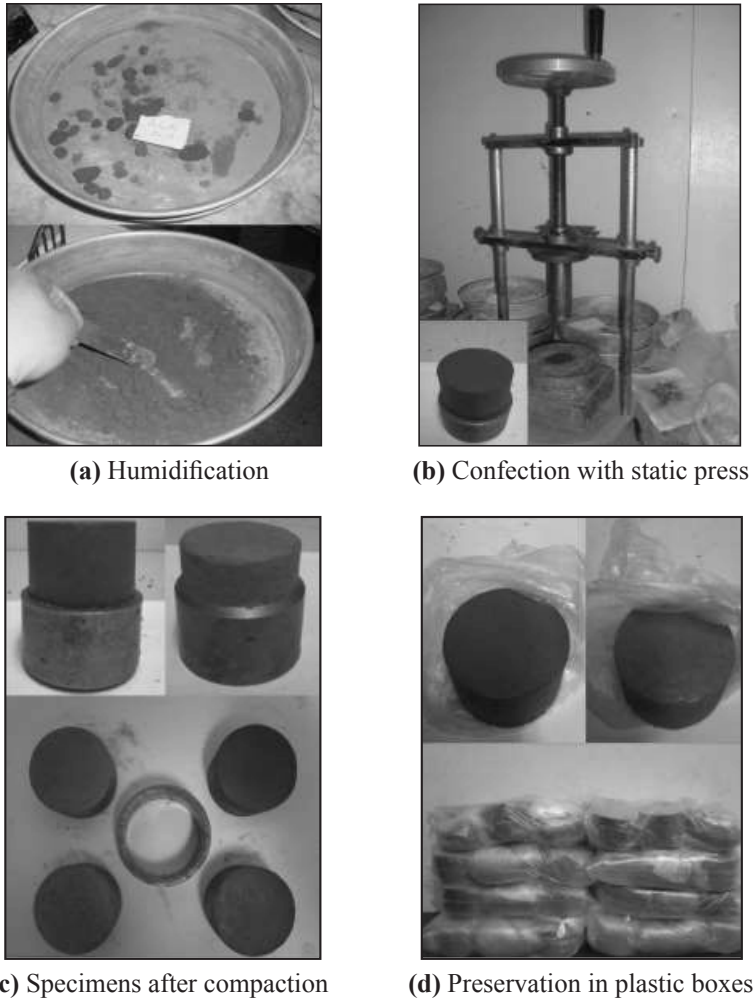 (a) Humidification
(b) Confection with static press
c) Specimens after compaction
(d) Preservation in plastic boxes